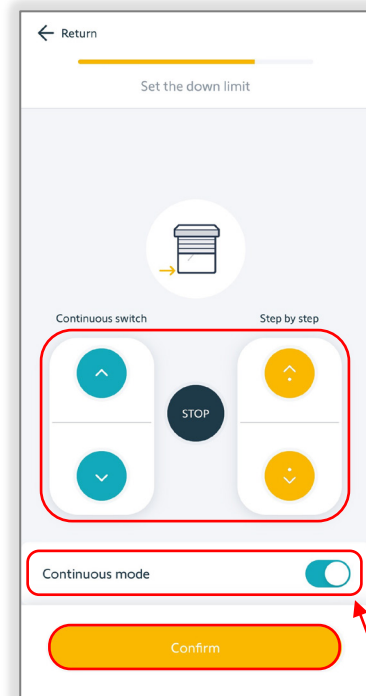 Return
Set the down limit
Continuous switch
Step by step
STOP
Continuous mode
Confirm